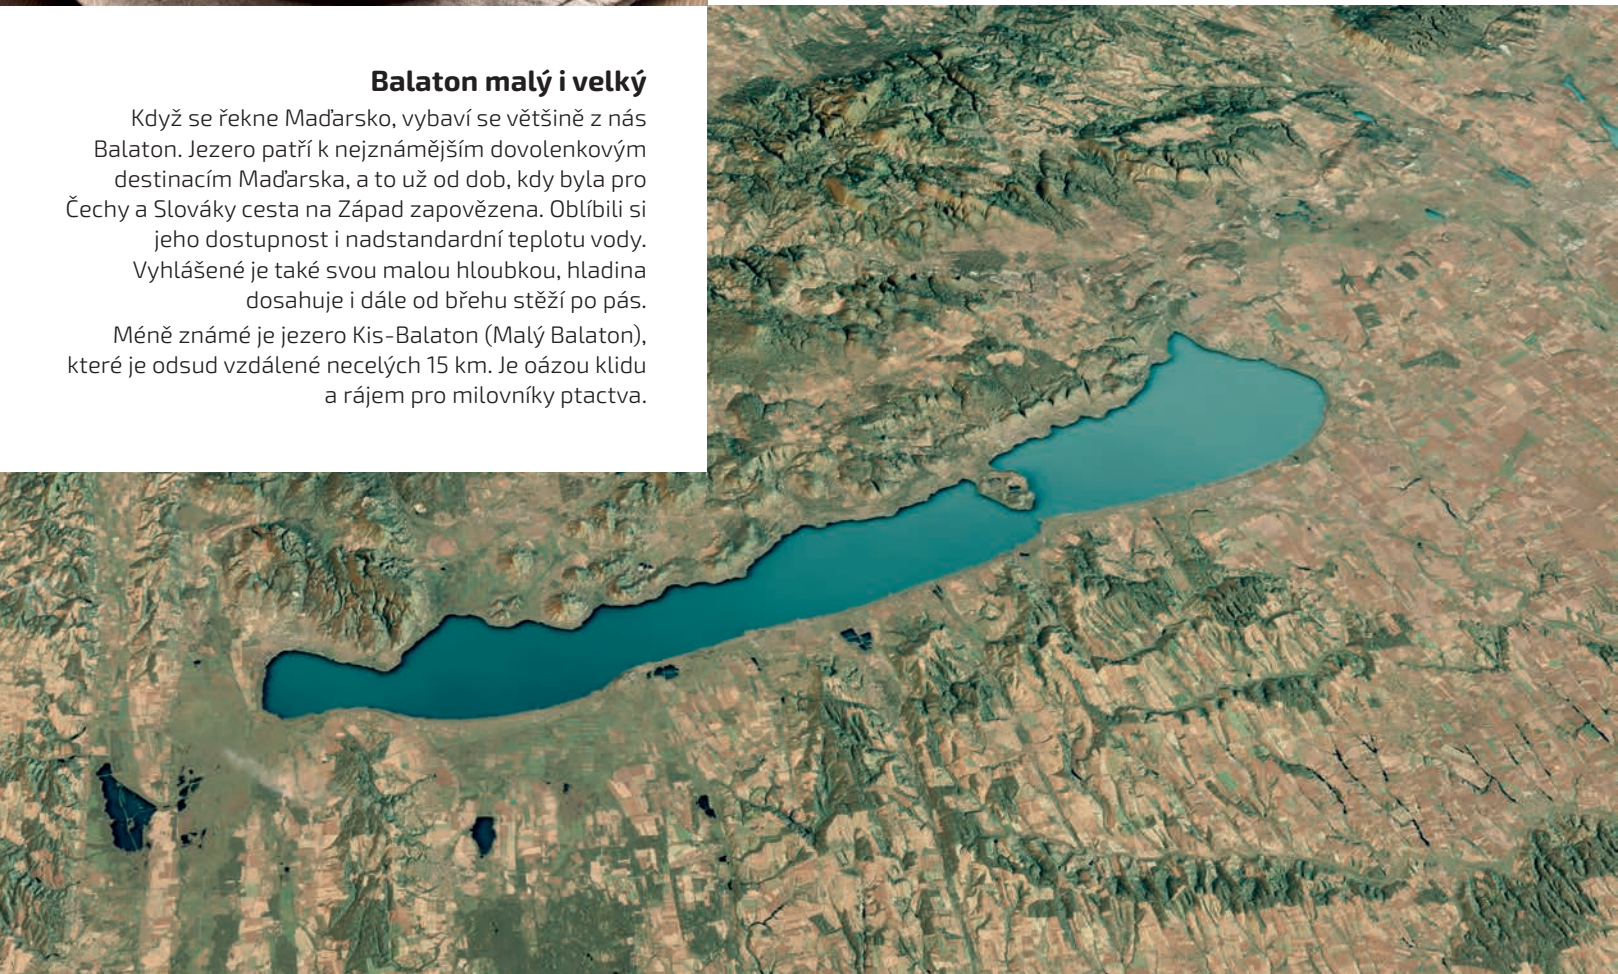 Balaton malý i velký
Když se řekne Maďarsko, vybaví se většině z nás
Balaton. Jezero patří k nejznámějším dovolenkovým
destinacím Maďarska, a to už od dob, kdy byla pro
Čechy a Slováky cesta na Západ zapovězena. Oblíbili si
jeho dostupnost i nadstandardní teplotu vody.
Vyhlášené je také svou malou hloubkou, hladina
dosahuje i dále od břehu stěží po pás.
Méně známé je jezero Kis-Balaton (Malý Balaton),
které je odsud vzdálené necelých 15 km. Je oázou klidu
a rájem pro milovníky ptactva.